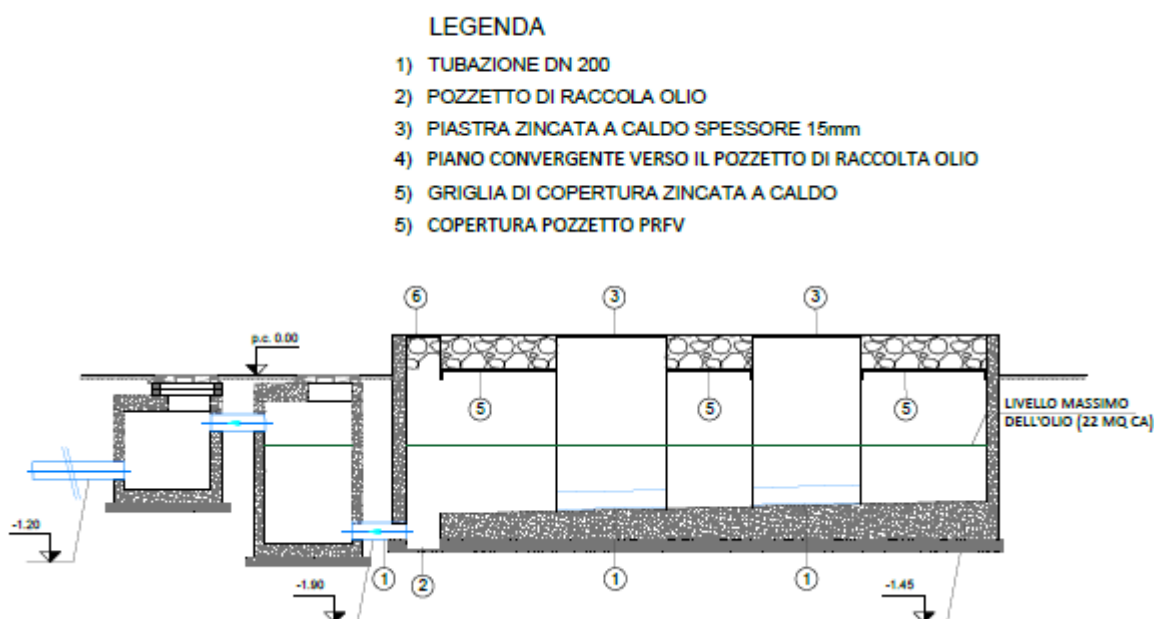 LEGENDA
1) TUBAZIONE DN 200
2) POZZETTO DI RACCOLA OLIO
3) PIASTRA ZINCATA A CALDO SPESSORE 15mm
4) PIANO CONVERGENTE VERSO IL POZZETTO DI RACCOLTA OLIO
5) GRIGLIA DI COPERTURA ZINCATA A CALDO
5) COPERTURA POZZETTO PRFV
6 3 3
p.c. 0.00
5 5 5
LIVELLO MASSIMO
DELL'OLIO (22 MQ CA)
-1.20
1 2 1 1
-1.90 -1.45